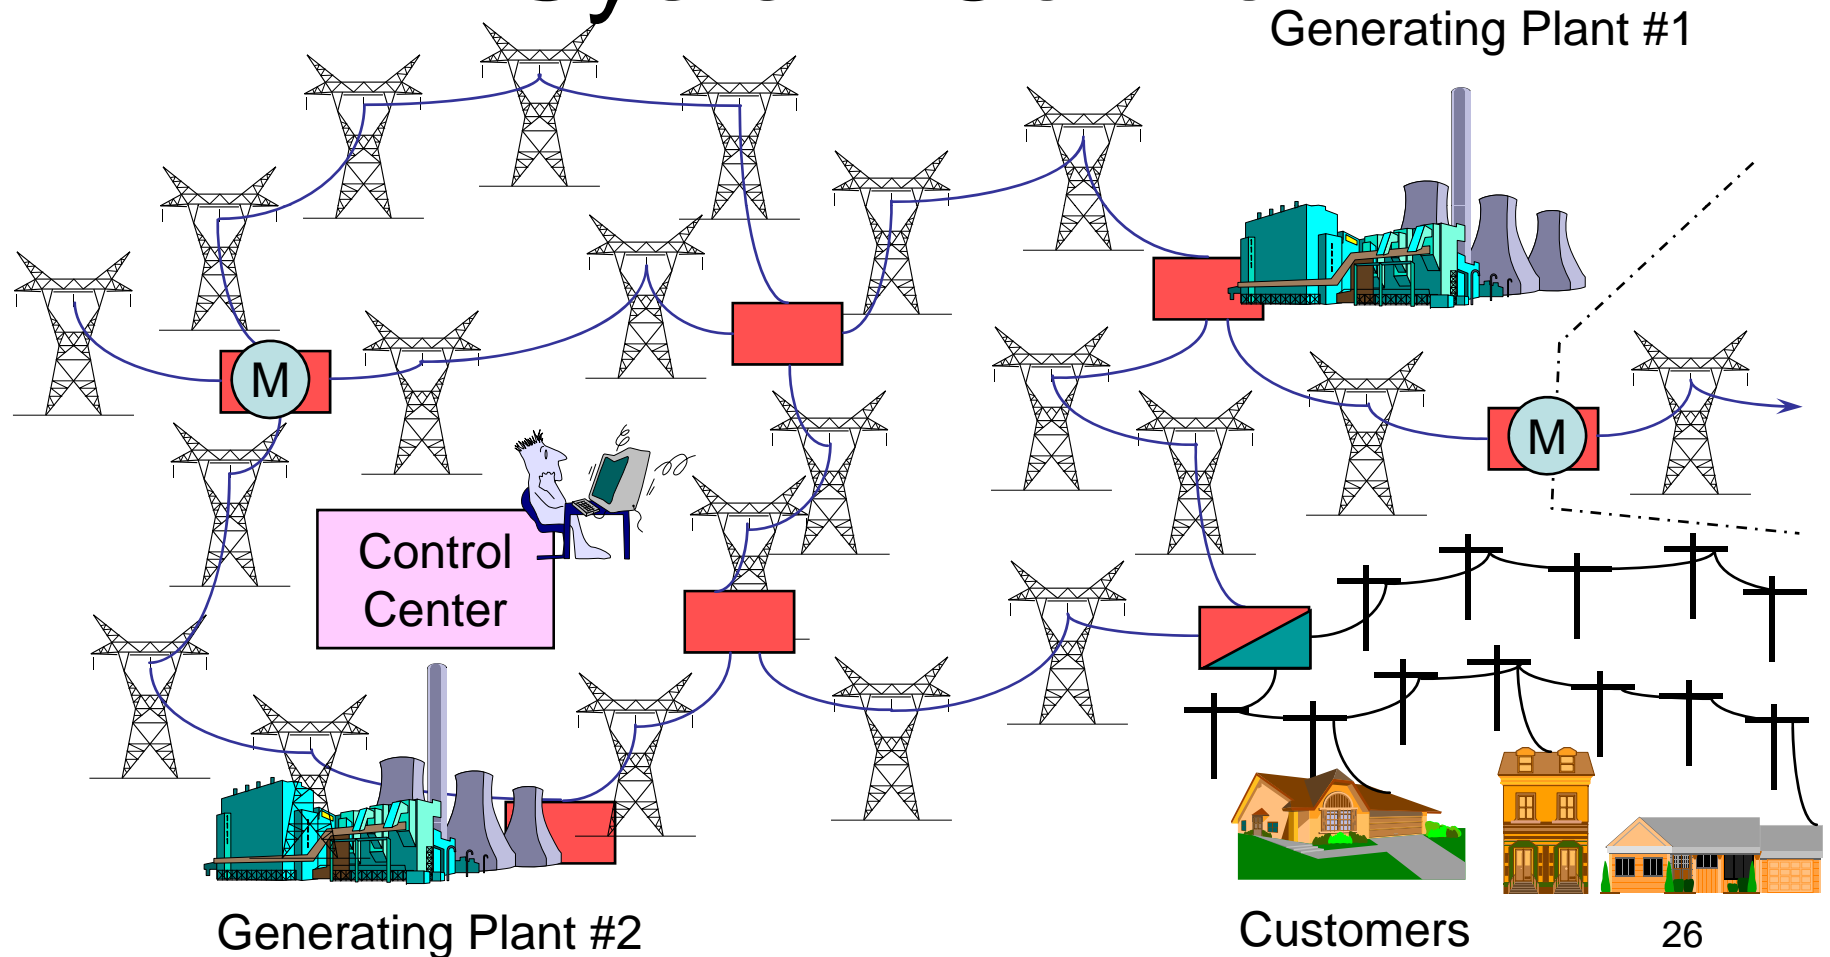 Generating Plant #1
M
M
Control
Center
Generating Plant #2
Customers
26